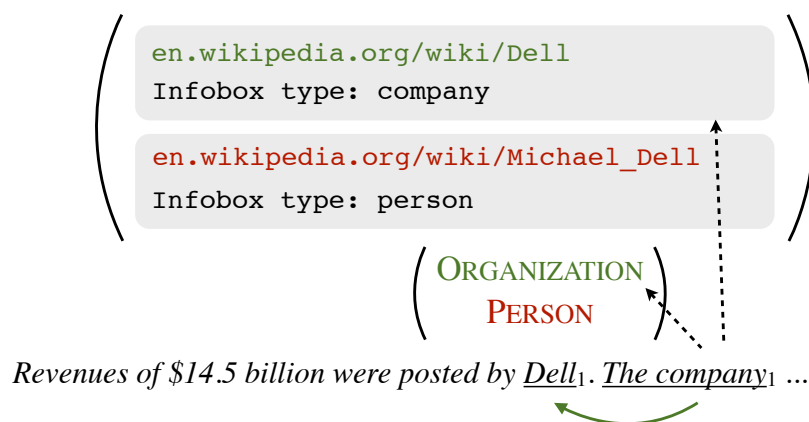 en.wikipedia.org/wiki/Dell
Infobox type: company
en.wikipedia.org/wiki/Michael_Dell
Infobox type: person
ORGANIZATION
PERSON
Revenues of $14.5 billion were posted by Dell₁. The company₁ ...